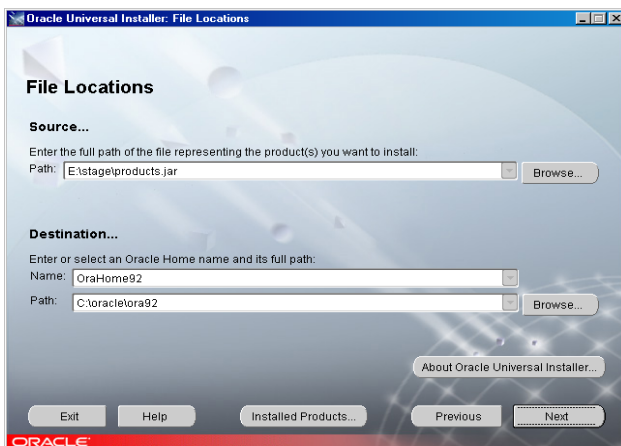 Oracle Universal Installer: File Locations
File Locations
Source...
Enter the full path of the file representing the product(s) you want to install:
Path: E:\stage\products.jar Browse...
Destination...
Enter or select an Oracle Home name and its full path:
Name: OraHome92
Path: C:\oracle\ora92 Browse...
About Oracle Universal Installer...
Exit Help Installed Products... Previous Next
ORACLE